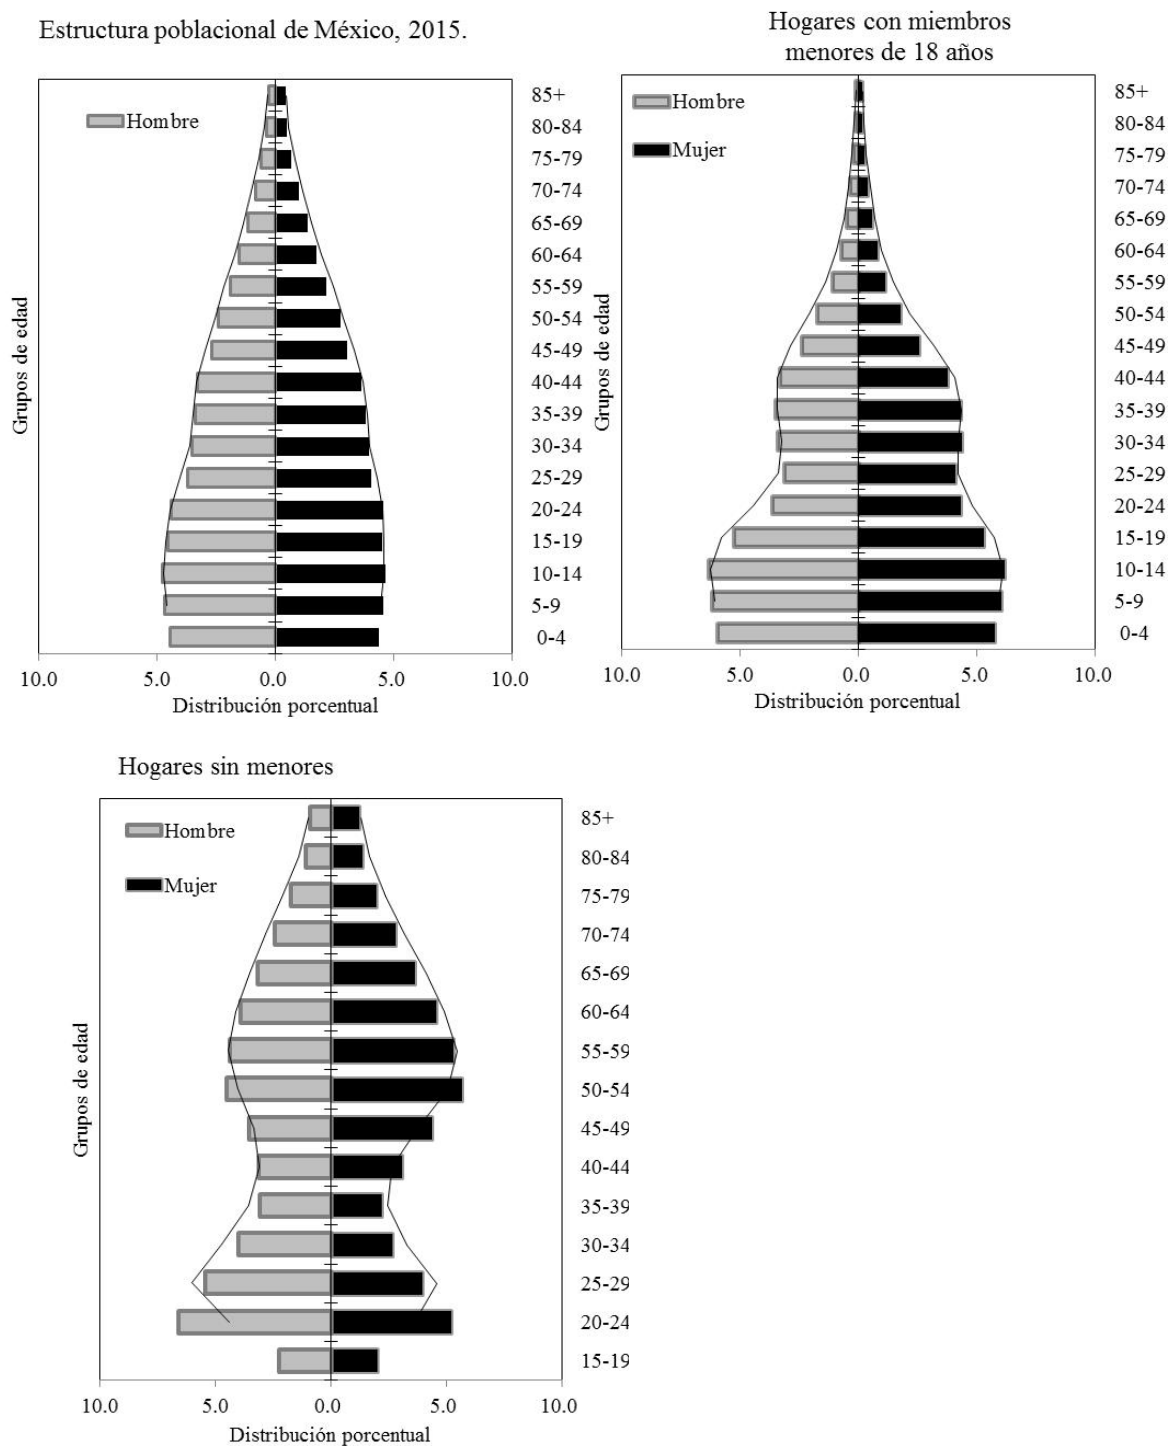 Estructura poblacional de México, 2015.
Hombre
85+
80-84
75-79
70-74
65-69
60-64
55-59
50-54
45-49
40-44
35-39
30-34
25-29
20-24
15-19
10-14
5-9
0-4
Grupos de edad
10.0 5.0 0.0 5.0 10.0
Distribución porcentual
Hogares con miembros
menores de 18 años
Hombre
Mujer
85+
80-84
75-79
70-74
65-69
60-64
55-59
50-54
45-49
40-44
35-39
30-34
25-29
20-24
15-19
10-14
5-9
0-4
Grupos de edad
10.0 5.0 0.0 5.0 10.0
Distribución porcentual
Hogares sin menores
Hombre
Mujer
85+
80-84
75-79
70-74
65-69
60-64
55-59
50-54
45-49
40-44
35-39
30-34
25-29
20-24
15-19
Grupos de edad
10.0 5.0 0.0 5.0 10.0
Distribución porcentual